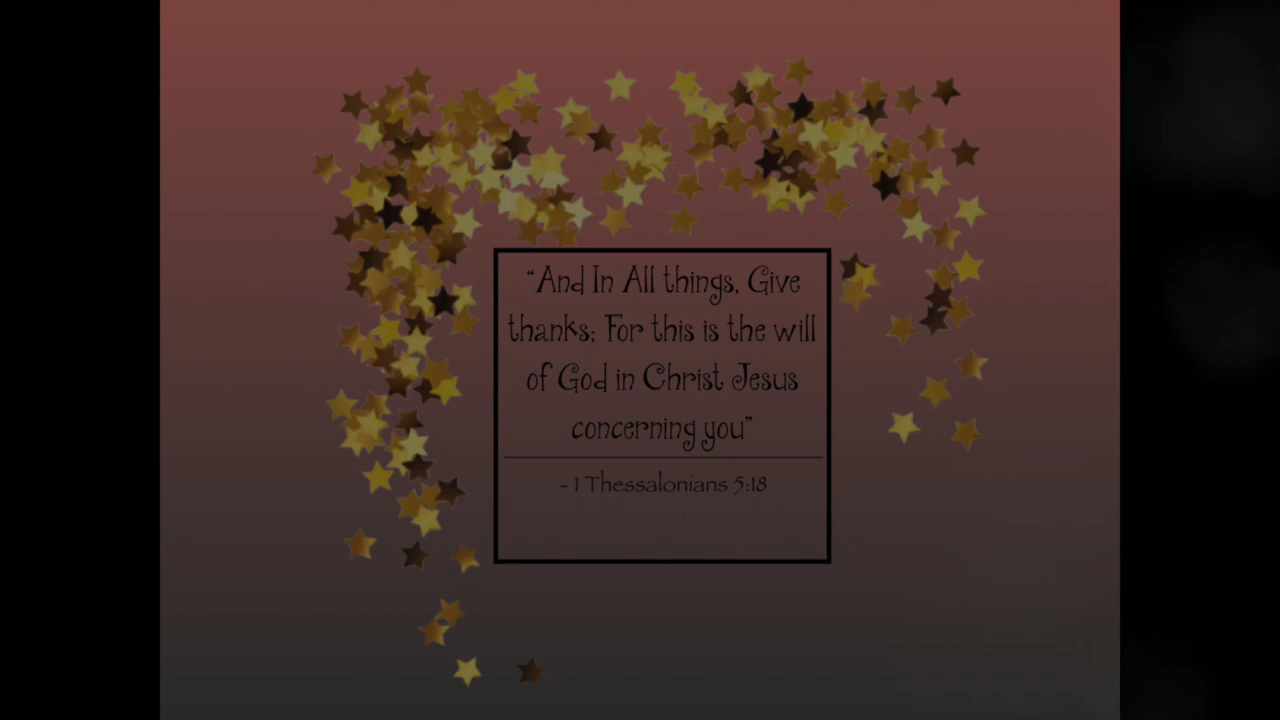 “And In All things, Give
thanks; For this is the will
of God in Christ Jesus
concerning you”
- 1 Thessalonians 5:18